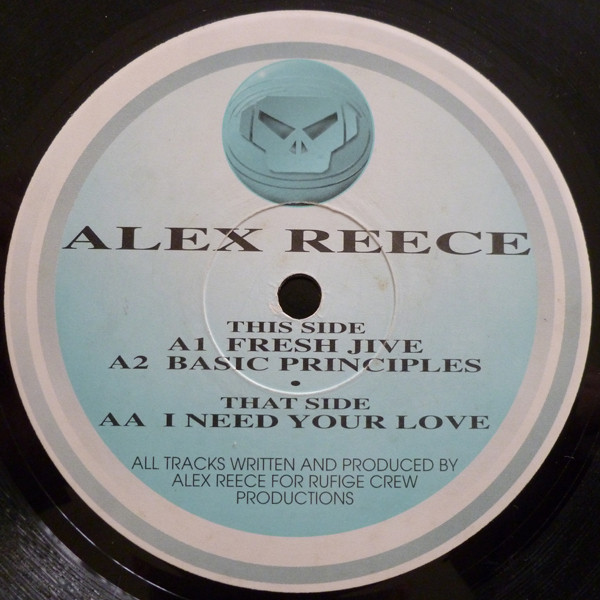 ALEX REECE
THIS SIDE
A1 FRESH JIVE
A2 BASIC PRINCIPLES
•
THAT SIDE
AA I NEED YOUR LOVE
ALL TRACKS WRITTEN AND PRODUCED BY
ALEX REECE FOR RUFIGE CREW
PRODUCTIONS